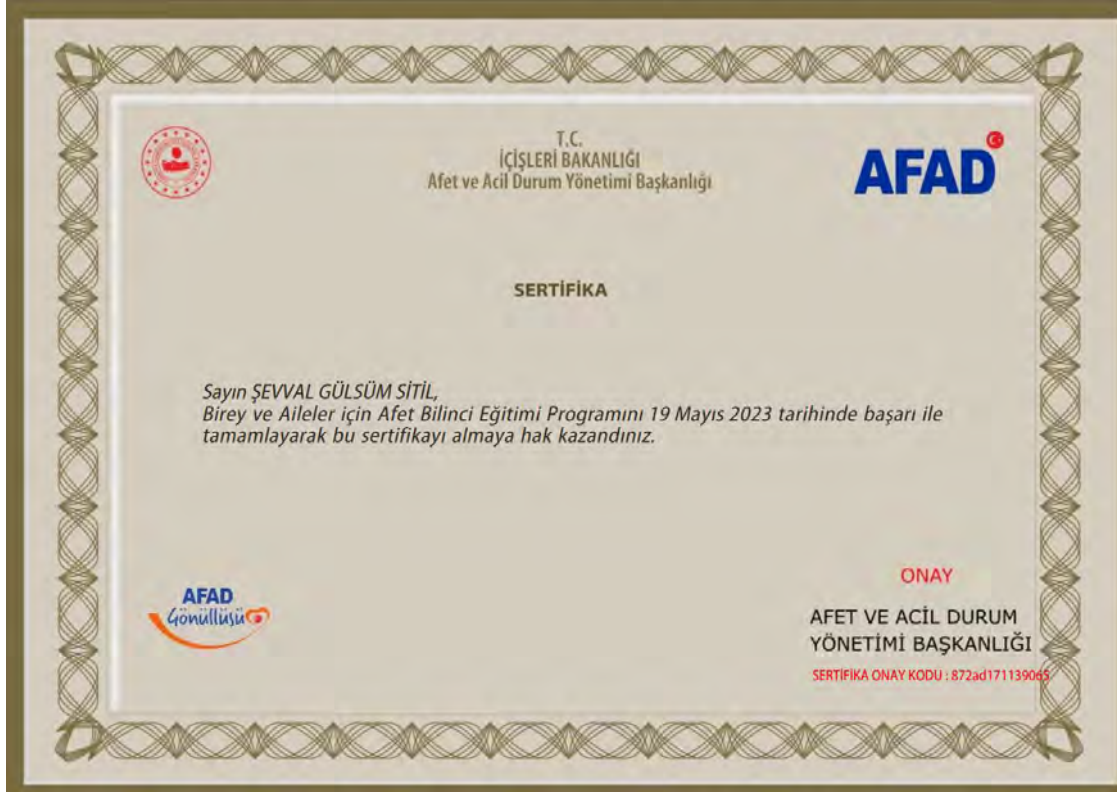 T.C.
İÇİŞLERİ BAKANLIĞI
Afet ve Acil Durum Yönetimi Başkanlığı
AFAD
SERTİFİKA
Sayın ŞEVVAL GÜLSÜM SİTİL,
Birey ve Aileler için Afet Bilinci Eğitimi Programını 19 Mayıs 2023 tarihinde başarı ile
tamamlayarak bu sertifikayı almaya hak kazandınız.
AFAD
Gönüllüsü
ONAY
AFET VE ACİL DURUM
YÖNETİMİ BAŞKANLIĞI
SERTİFİKA ONAY KODU : 872ad171139065